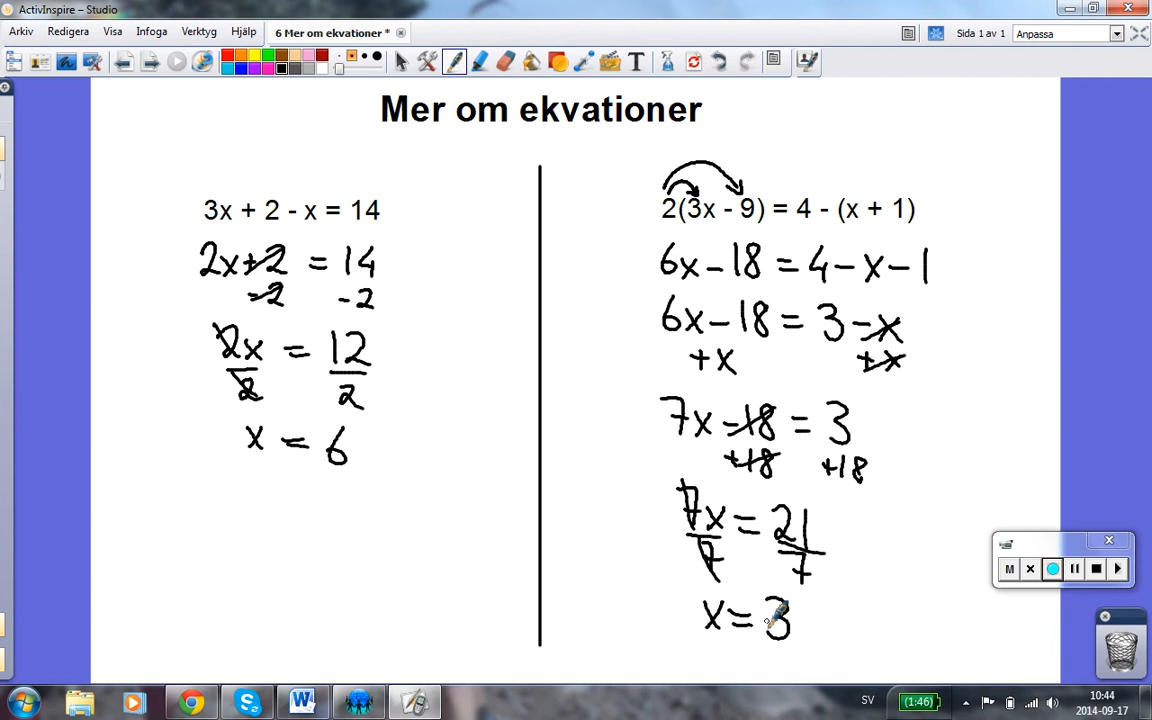 ActivInspire – Studio
Arkiv Redigera Visa Infoga Verktyg Hjälp
6 Mer om ekvationer *
Sida 1 av 1
Anpassa
Mer om ekvationer
3x + 2 - x = 14
2x+2 = 14
-2 -2
2x = 12
2 2
x = 6
2(3x - 9) = 4 - (x + 1)
6x-18 = 4-x-1
6x-18 = 3-x
+x +x
7x-18 = 3
+18 +18
7x = 21
7 7
x = 3
M
SV
(1:46)
10:44
2014-09-17